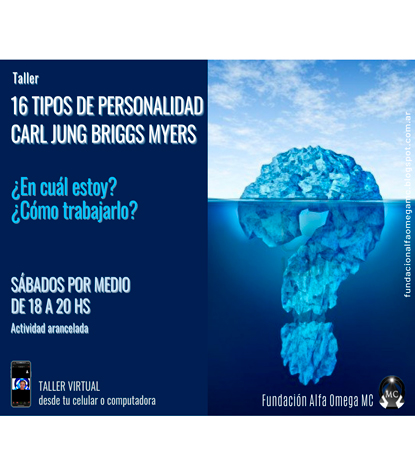 Taller
16 TIPOS DE PERSONALIDAD
CARL JUNG BRIGGS MYERS
¿En cuál estoy?
¿Cómo trabajarlo?
SÁBADOS POR MEDIO
DE 18 A 20 HS
Actividad arancelada
TALLER VIRTUAL
desde tu celular o computadora
Fundación Alfa Omega MC
MC